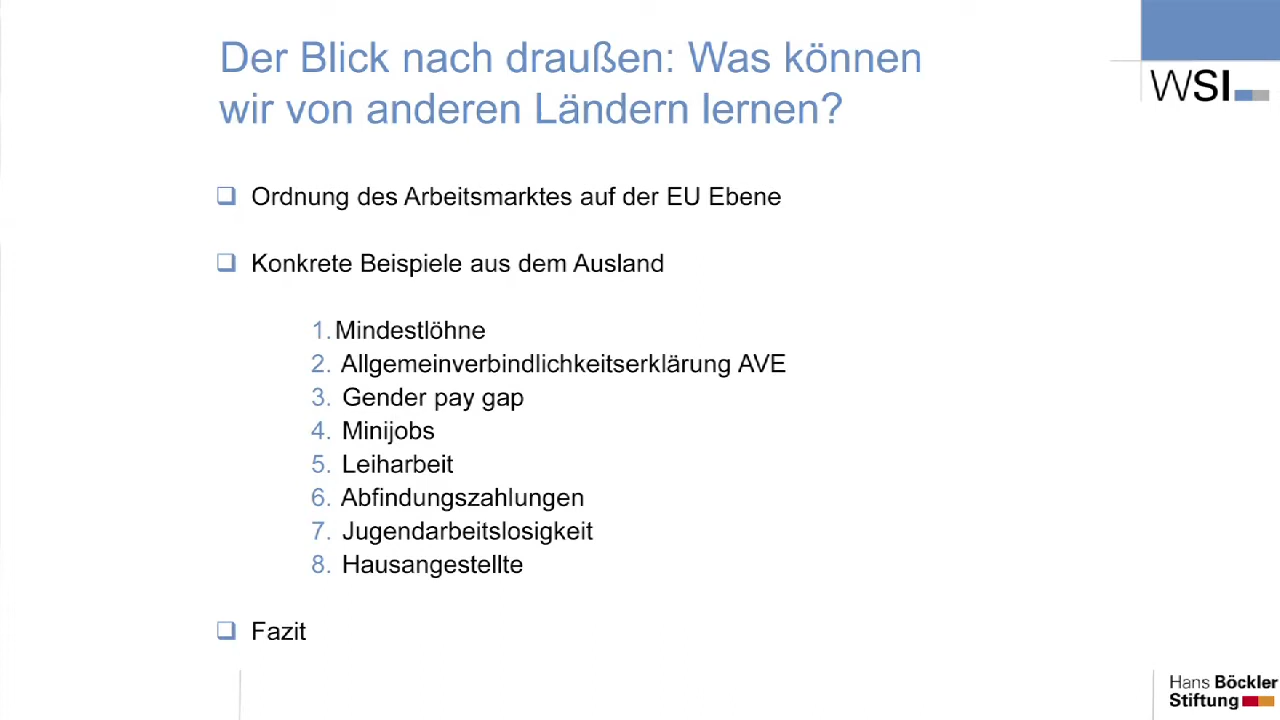 Der Blick nach draußen: Was können
wir von anderen Ländern lernen?
WSI
Ordnung des Arbeitsmarktes auf der EU Ebene
Konkrete Beispiele aus dem Ausland
1. Mindestlöhne
2. Allgemeinverbindlichkeitserklärung AVE
3. Gender pay gap
4. Minijobs
5. Leiharbeit
6. Abfindungszahlungen
7. Jugendarbeitslosigkeit
8. Hausangestellte
Fazit
Hans Böckler
Stiftung